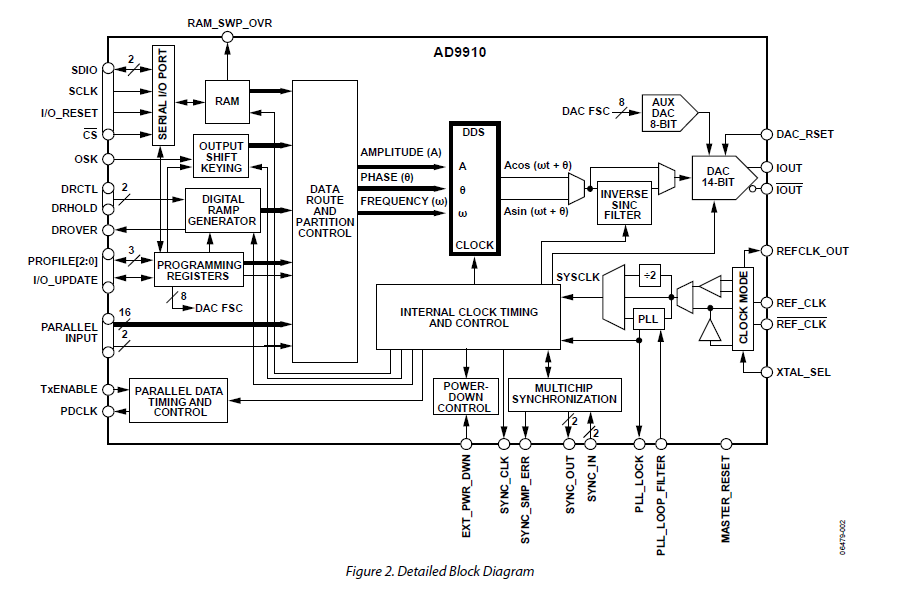 RAM_SWP_OVR
AD9910
SDIO
2
SCLK
I/O_RESET
CS
SERIAL I/O PORT
RAM
OSK
OUTPUT
SHIFT
KEYING
DRCTL
2
DRHOLD
DROVER
DIGITAL
RAMP
GENERATOR
PROFILE[2:0]
3
I/O_UPDATE
PROGRAMMING
REGISTERS
8
DAC FSC
PARALLEL
INPUT
16
2
TxENABLE
PDCLK
PARALLEL DATA
TIMING AND
CONTROL
DATA
ROUTE
AND
PARTITION
CONTROL
AMPLITUDE (A)
PHASE (θ)
FREQUENCY (ω)
DDS
A
θ
ω
CLOCK
Acos (ωt + θ)
Asin (ωt + θ)
INVERSE
SINC
FILTER
DAC FSC
8
AUX
DAC
8-BIT
DAC
14-BIT
DAC_RSET
IOUT
IOUT
REFCLK_OUT
REF_CLK
REF_CLK
XTAL_SEL
CLOCK MODE
SYSCLK
÷2
PLL
INTERNAL CLOCK TIMING
AND CONTROL
POWER-
DOWN
CONTROL
MULTICHIP
SYNCHRONIZATION
2
2
EXT_PWR_DWN
SYNC_CLK
SYNC_SMP_ERR
SYNC_OUT
SYNC_IN
PLL_LOCK
PLL_LOOP_FILTER
MASTER_RESET
06479-002
Figure 2. Detailed Block Diagram